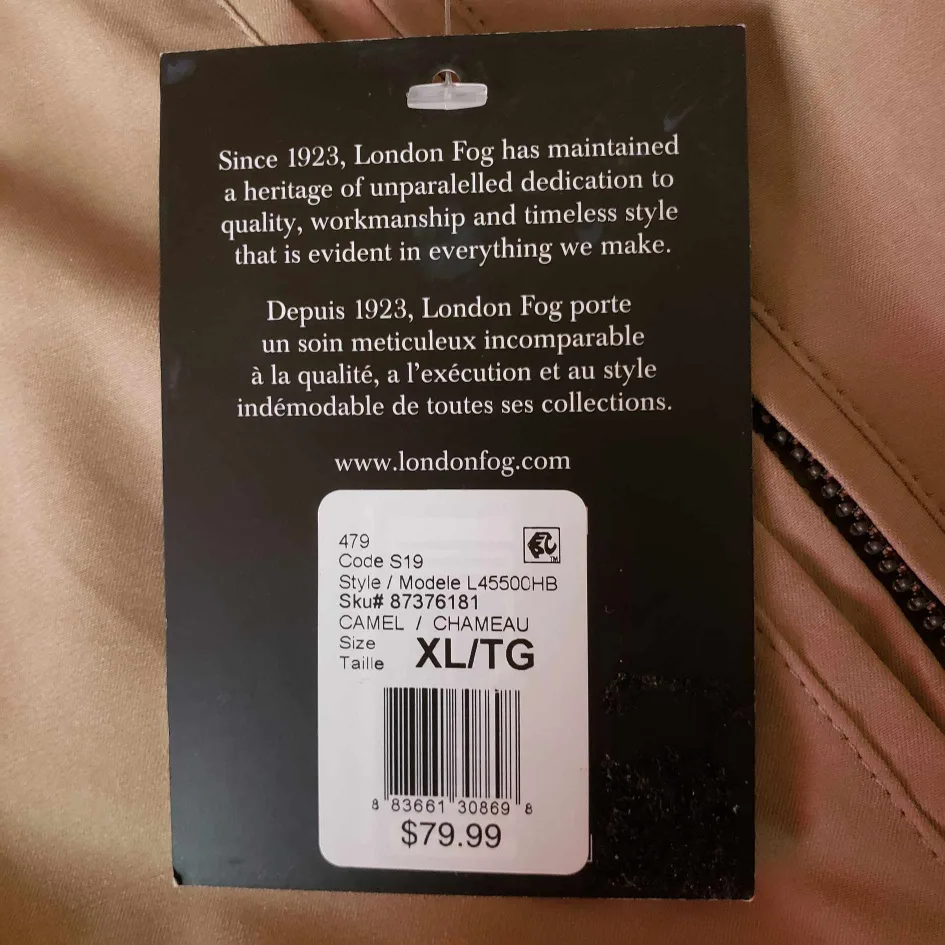 Since 1923, London Fog has maintained
a heritage of unparalelled dedication to
quality, workmanship and timeless style
that is evident in everything we make.
Depuis 1923, London Fog porte
un soin meticuleux incomparable
à la qualité, a l'exécution et au style
indémodable de toutes ses collections.
www.londonfog.com
479
Code S19
Style / Modele L45500HB
Sku# 87376181
CAMEL / CHAMEAU
Size
Taille XL/TG
8 83661 30869 8
$79.99